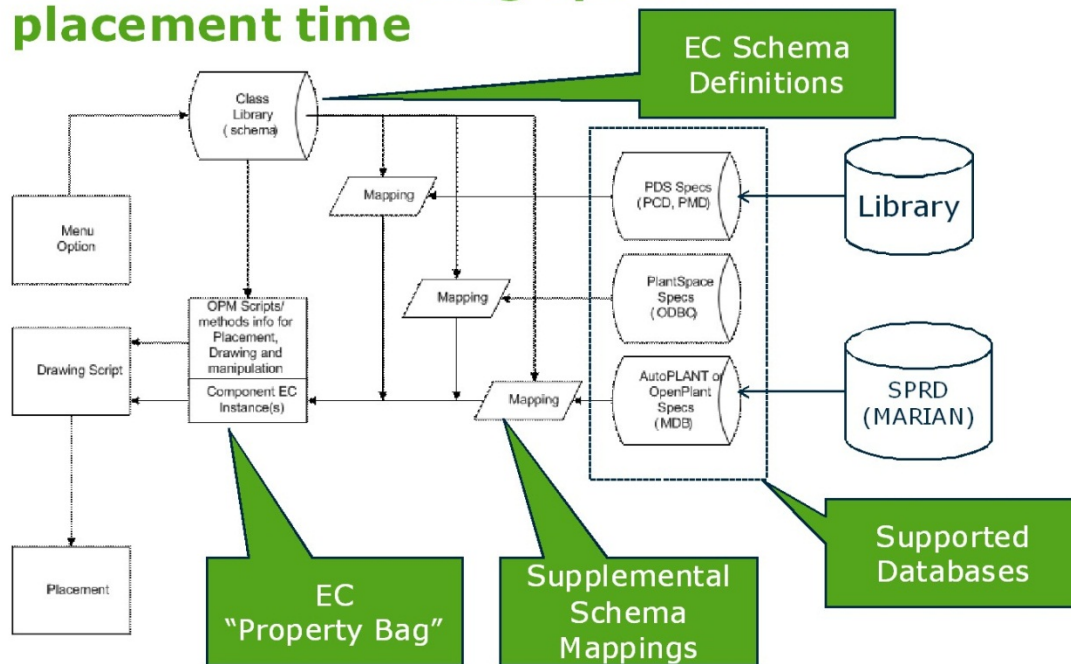 placement time
EC Schema
Definitions
Class
Library
(schema)
Mapping
PDS Specs
(PCD, PMD)
Library
Menu
Option
Mapping
PlantSpace
Specs
(ODBC)
OPM Scripts/
methods info for
Placement,
Drawing and
manipulation
Drawing Script
Component EC
Instance(s)
Mapping
AutoPLANT or
OpenPlant
Specs
(MDB)
SPRD
(MARIAN)
Placement
EC
“Property Bag”
Supplemental
Schema
Mappings
Supported
Databases